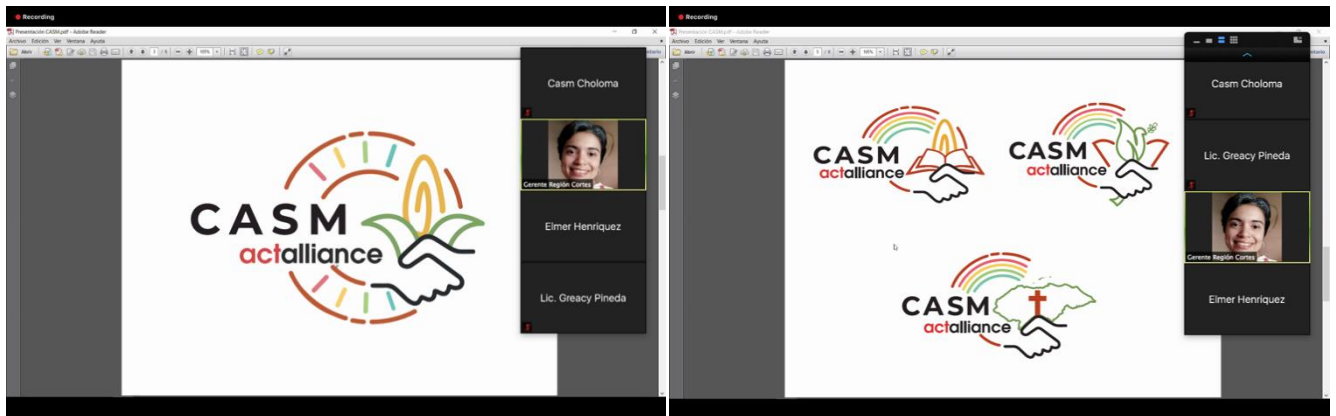 Recording
Presentación CASM.pdf - Adobe Reader
Archivo Edición Ver Ventana Ayuda
Abrir
CASM
actalliance
Casm Choloma
Gerente Región Cortes
Elmer Henriquez
Lic. Greacy Pineda
Recording
Presentación CASM.pdf - Adobe Reader
Archivo Edición Ver Ventana Ayuda
Abrir
CASM
actalliance
CASM
actalliance
CASM
actalliance
Casm Choloma
Lic. Greacy Pineda
Gerente Región Cortes
Elmer Henriquez